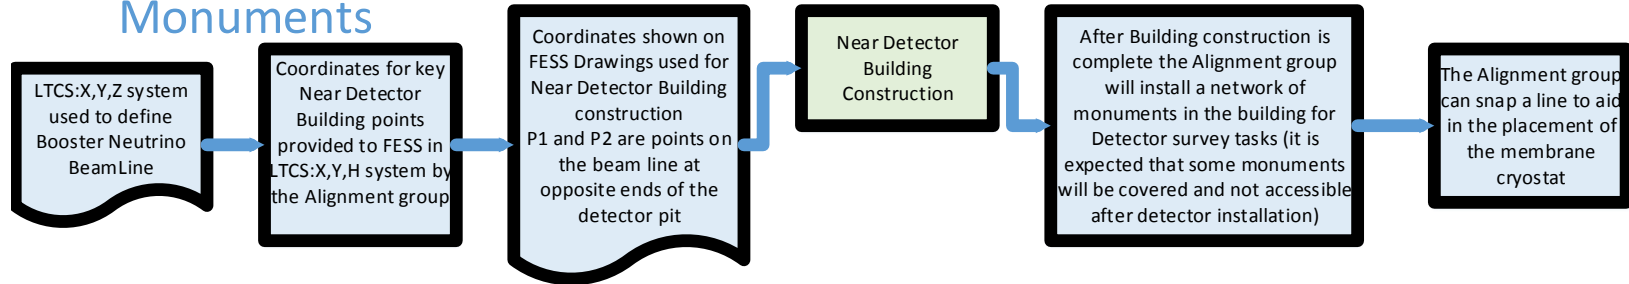 Monuments
LTCS:X,Y,Z system
used to define
Booster Neutrino
BeamLine
Coordinates for key
Near Detector
Building points
provided to FESS in
LTCS:X,Y,H system by
the Alignment group
Coordinates shown on
FESS Drawings used for
Near Detector Building
construction
P1 and P2 are points on
the beam line at
opposite ends of the
detector pit
Near Detector
Building
Construction
After Building construction is
complete the Alignment group
will install a network of
monuments in the building for
Detector survey tasks (it is
expected that some monuments
will be covered and not accessible
after detector installation)
The Alignment group
can snap a line to aid
in the placement of
the membrane
cryostat